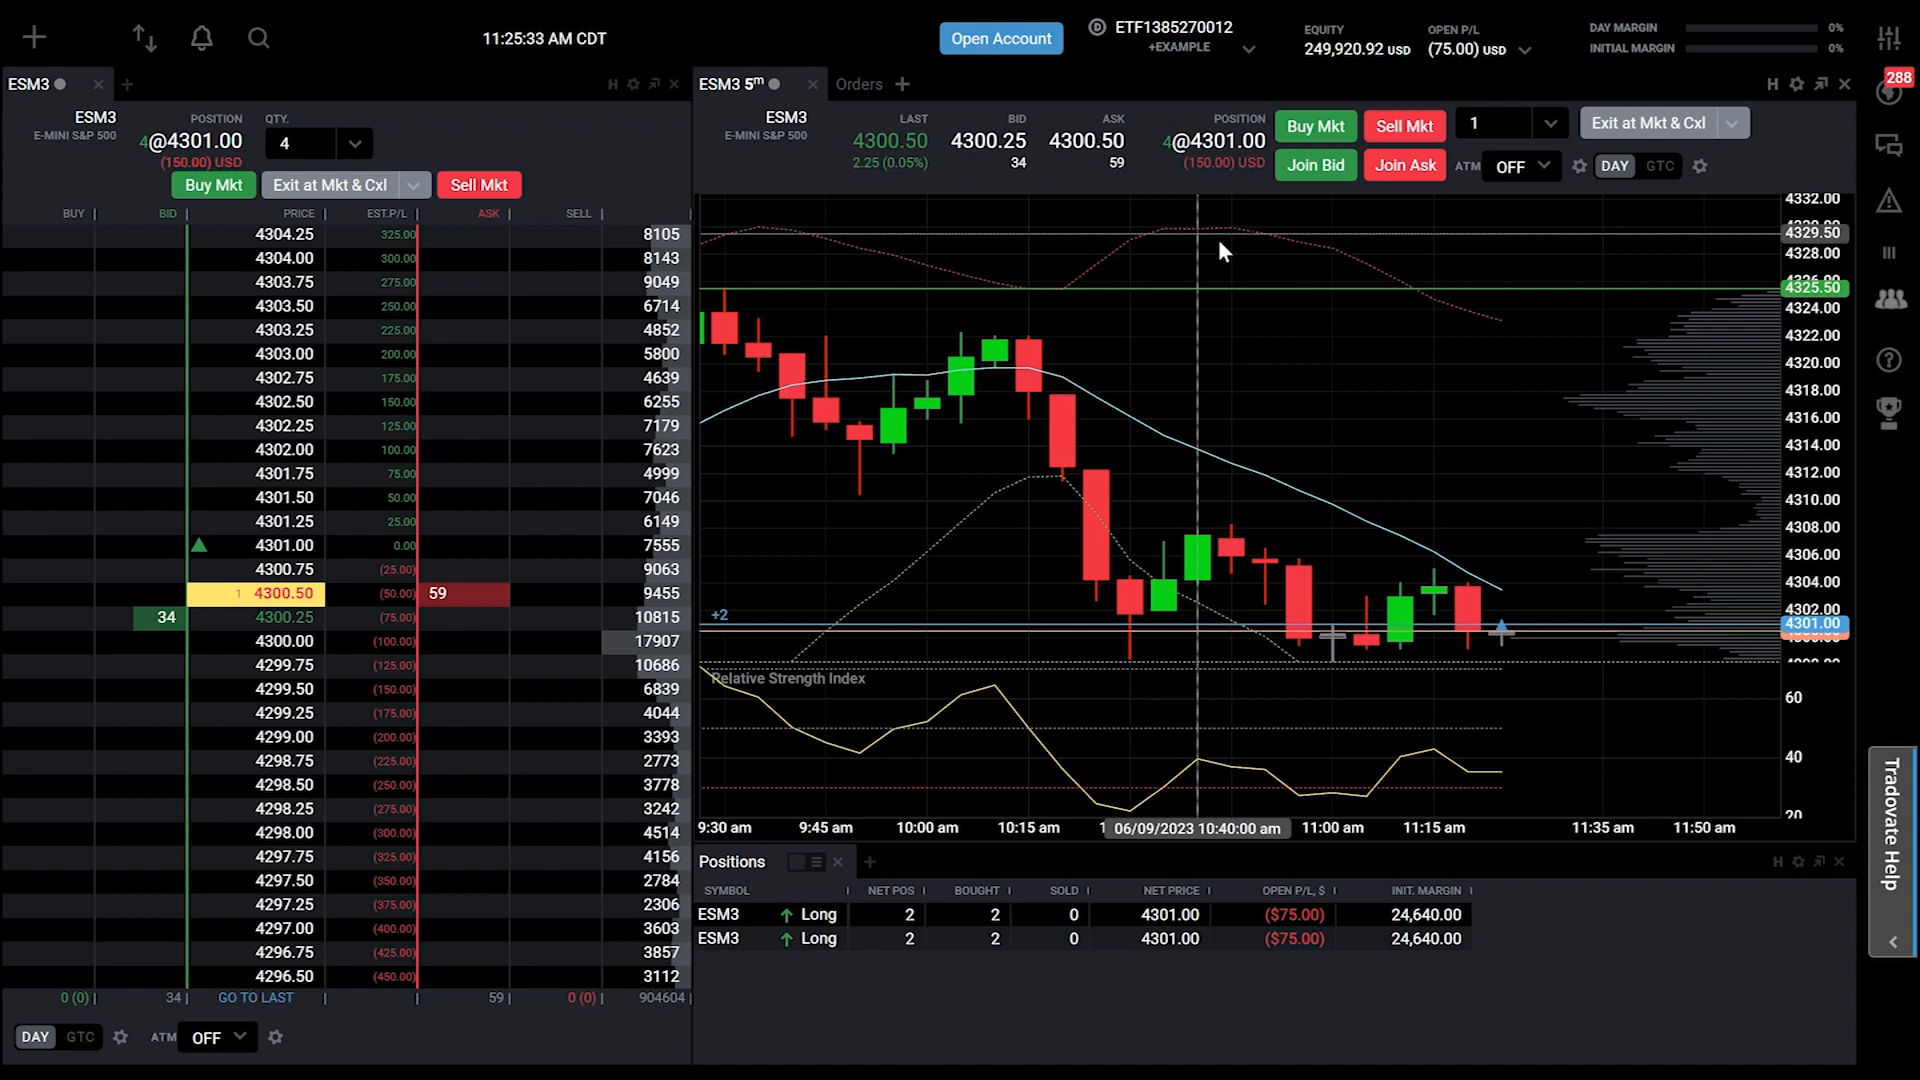 11:25:33 AM CDT
Open Account
ETF1385270012
+EXAMPLE
EQUITY
249,920.92 USD
OPEN P/L
(75.00) USD
DAY MARGIN 0%
INITIAL MARGIN 0%
288
ESM3
H
ESM3
E-MINI S&P 500
POSITION
4@4301.00
(150.00) USD
QTY.
4
Buy Mkt
Exit at Mkt & Cxl
Sell Mkt
BUY BID PRICE EST.P/L ASK SELL
4304.25 325.00 8105
4304.00 300.00 8143
4303.75 275.00 9049
4303.50 250.00 6714
4303.25 225.00 4852
4303.00 200.00 5800
4302.75 175.00 4639
4302.50 150.00 6255
4302.25 125.00 7179
4302.00 100.00 7623
4301.75 75.00 4999
4301.50 50.00 7046
4301.25 25.00 6149
4301.00 0.00 7555
4300.75 (25.00) 9063
1 4300.50 (50.00) 59 9455
34 4300.25 (75.00) 10815
4300.00 (100.00) 17907
4299.75 (125.00) 10686
4299.50 (150.00) 6839
4299.25 (175.00) 4044
4299.00 (200.00) 3393
4298.75 (225.00) 2773
4298.50 (250.00) 3778
4298.25 (275.00) 3242
4298.00 (300.00) 4514
4297.75 (325.00) 4156
4297.50 (350.00) 2784
4297.25 (375.00) 2306
4297.00 (400.00) 3603
4296.75 (425.00) 3857
4296.50 (450.00) 3112
0 (0) 34 GO TO LAST 59 0 (0) 904604
DAY GTC ATM OFF
ESM3 5m Orders
H
ESM3
E-MINI S&P 500
LAST
4300.50
2.25 (0.05%)
BID
4300.25
34
ASK
4300.50
59
POSITION
4@4301.00
(150.00) USD
Buy Mkt
Sell Mkt
1
Exit at Mkt & Cxl
Join Bid
Join Ask
ATM OFF
DAY GTC
4332.00
4329.50
4328.00
4326.00
4325.50
4324.00
4322.00
4320.00
4318.00
4316.00
4314.00
4312.00
4310.00
4308.00
4306.00
4304.00
4302.00
4301.00
+2
Relative Strength Index
60
40
20
9:30 am 9:45 am 10:00 am 10:15 am 06/09/2023 10:40:00 am 11:00 am 11:15 am 11:35 am 11:50 am
Positions
H
SYMBOL NET POS BOUGHT SOLD NET PRICE OPEN P/L, $ INIT. MARGIN
ESM3 Long 2 2 0 4301.00 ($75.00) 24,640.00
ESM3 Long 2 2 0 4301.00 ($75.00) 24,640.00
Tradovate Help